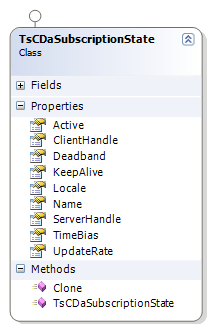 TsCDaSubscriptionState
Class
Fields
Properties
Active
ClientHandle
Deadband
KeepAlive
Locale
Name
ServerHandle
TimeBias
UpdateRate
Methods
Clone
TsCDaSubscriptionState